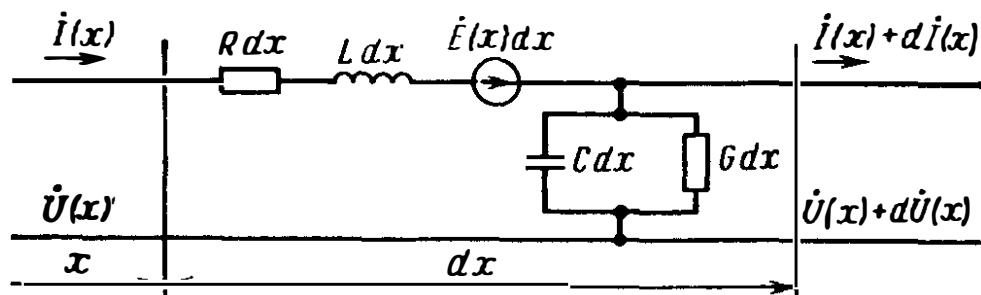 İ(x) Rdx Ldx Ė(x)dx İ(x)+dİ(x)
Cdx Gdx
U̇(x) U̇(x)+dU̇(x)
x dx